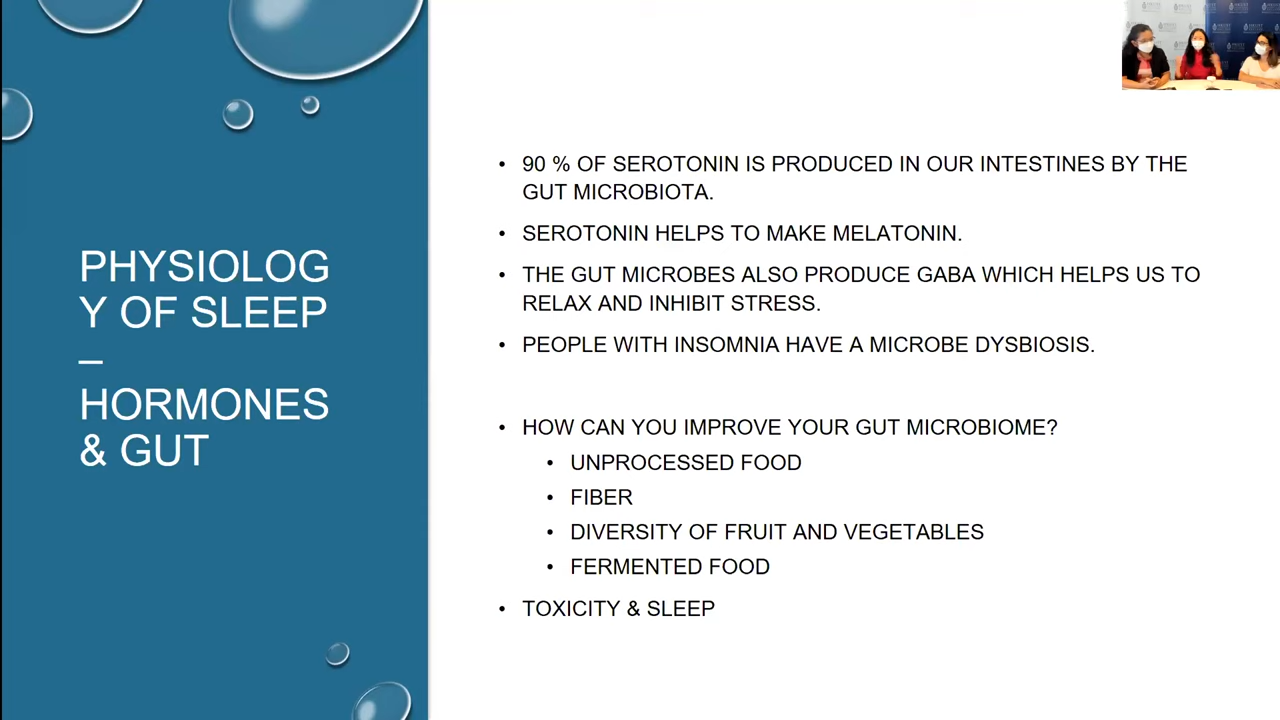 PHYSIOLOG
Y OF SLEEP
–
HORMONES
& GUT
• 90 % OF SEROTONIN IS PRODUCED IN OUR INTESTINES BY THE
GUT MICROBIOTA.
• SEROTONIN HELPS TO MAKE MELATONIN.
• THE GUT MICROBES ALSO PRODUCE GABA WHICH HELPS US TO
RELAX AND INHIBIT STRESS.
• PEOPLE WITH INSOMNIA HAVE A MICROBE DYSBIOSIS.
• HOW CAN YOU IMPROVE YOUR GUT MICROBIOME?
• UNPROCESSED FOOD
• FIBER
• DIVERSITY OF FRUIT AND VEGETABLES
• FERMENTED FOOD
• TOXICITY & SLEEP